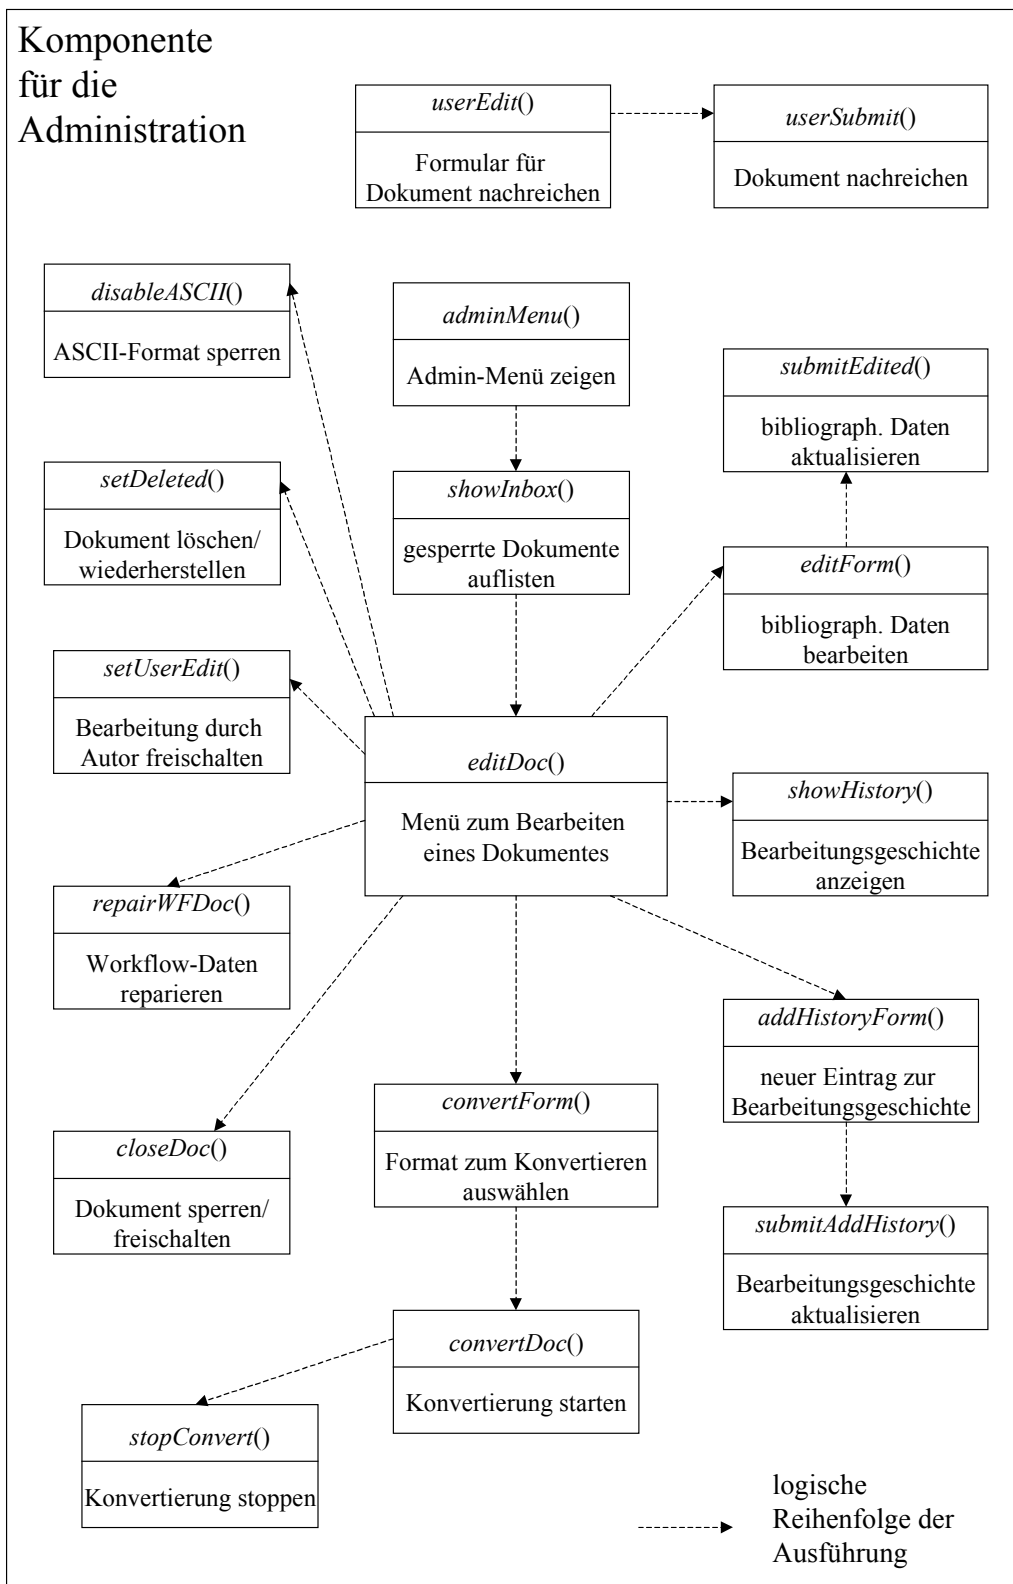 Komponente
für die
Administration
userEdit()
Formular für
Dokument nachreichen
userSubmit()
Dokument nachreichen
disableASCII()
ASCII-Format sperren
adminMenu()
Admin-Menü zeigen
submitEdited()
bibliograph. Daten
aktualisieren
setDeleted()
Dokument löschen/
wiederherstellen
showInbox()
gesperrte Dokumente
auflisten
editForm()
bibliograph. Daten
bearbeiten
setUserEdit()
Bearbeitung durch
Autor freischalten
editDoc()
Menü zum Bearbeiten
eines Dokumentes
showHistory()
Bearbeitungsgeschichte
anzeigen
repairWFDoc()
Workflow-Daten
reparieren
addHistoryForm()
neuer Eintrag zur
Bearbeitungsgeschichte
convertForm()
Format zum Konvertieren
auswählen
closeDoc()
Dokument sperren/
freischalten
submitAddHistory()
Bearbeitungsgeschichte
aktualisieren
convertDoc()
Konvertierung starten
stopConvert()
Konvertierung stoppen
logische
Reihenfolge der
Ausführung